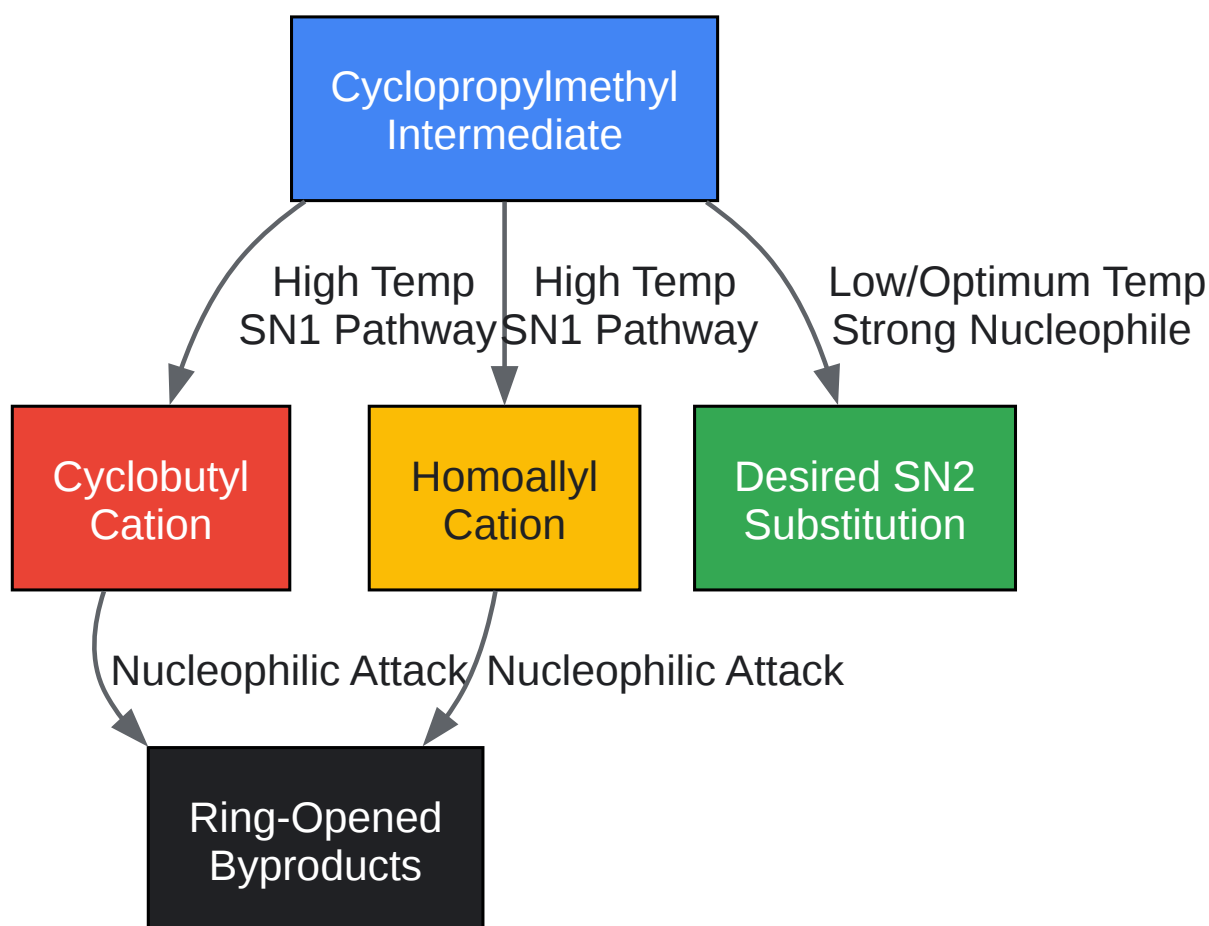 Cyclopropylmethyl
Intermediate
High Temp
SN1 Pathway
High Temp
SN1 Pathway
Low/Optimum Temp
Strong Nucleophile
Cyclobutyl
Cation
Homoallyl
Cation
Desired SN2
Substitution
Nucleophilic Attack
Nucleophilic Attack
Ring-Opened
Byproducts